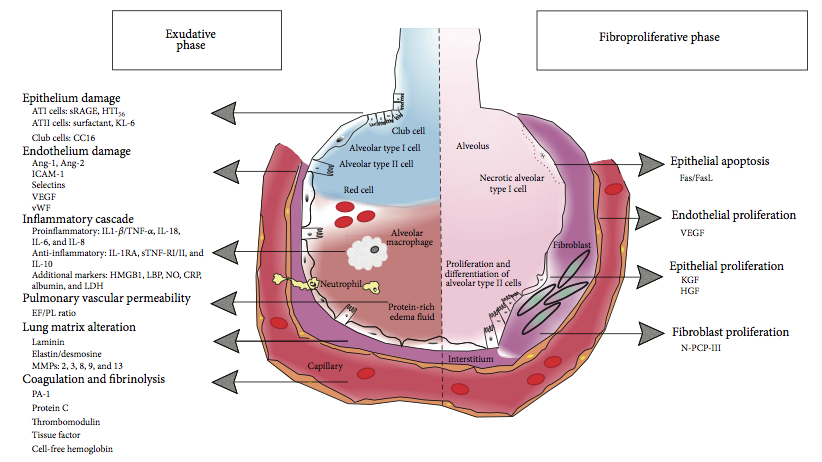 Exudative
phase
Fibroproliferative phase
Epithelium damage
ATI cells: sRAGE, HTI56
ATII cells: surfactant, KL-6
Club cells: CC16
Endothelium damage
Ang-1, Ang-2
ICAM-1
Selectins
VEGF
vWF
Inflammatory cascade
Proinflammatory: IL1-β/TNF-α, IL-18,
IL-6, and IL-8
Anti-inflammatory: IL-1RA, sTNF-RI/II, and
IL-10
Additional markers: HMGB1, LBP, NO, CRP,
albumin, and LDH
Pulmonary vascular permeability
EF/PL ratio
Lung matrix alteration
Laminin
Elastin/desmosine
MMPs: 2, 3, 8, 9, and 13
Coagulation and fibrinolysis
PA-1
Protein C
Thrombomodulin
Tissue factor
Cell-free hemoglobin
Club cell
Alveolar type I cell
Alveolar type II cell
Red cell
Alveolar
macrophage
Neutrophil
Protein-rich
edema fluid
Capillary
Interstitium
Alveolus
Necrotic alveolar
type I cell
Fibroblast
Proliferation and
differentiation of
alveolar type II cells
Epithelial apoptosis
Fas/FasL
Endothelial proliferation
VEGF
Epithelial proliferation
KGF
HGF
Fibroblast proliferation
N-PCP-III